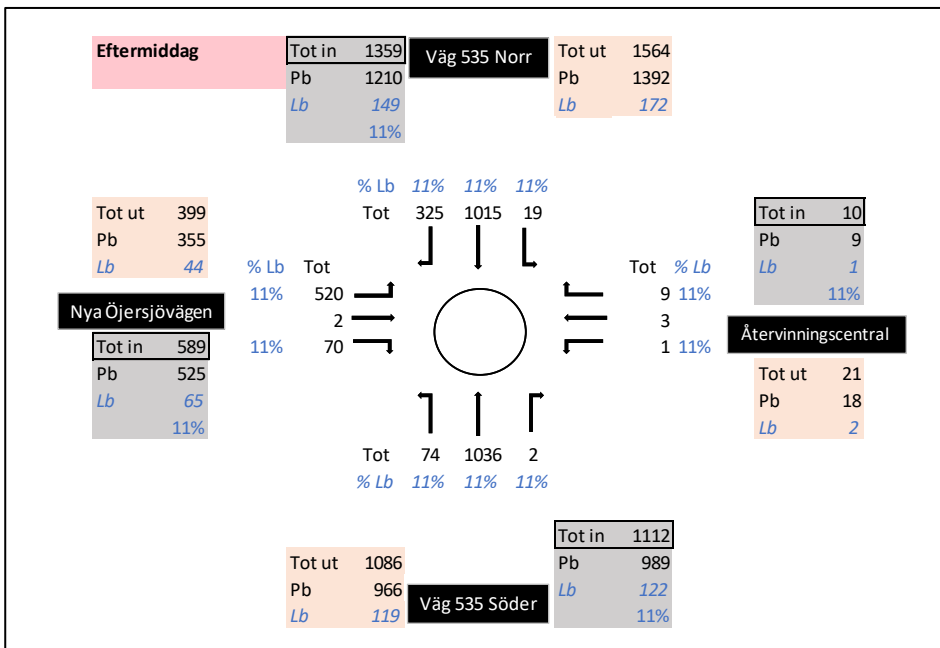 Eftermiddag
Tot in 1359
Pb 1210
Lb 149
11%
Väg 535 Norr
Tot ut 1564
Pb 1392
Lb 172
% Lb 11% 11% 11%
Tot 325 1015 19
Tot ut 399
Pb 355
Lb 44
Nya Öjersjövägen
Tot in 589
Pb 525
Lb 65
11%
% Lb Tot
11% 520
2
11% 70
Tot % Lb
9 11%
3
1 11%
Tot in 10
Pb 9
Lb 1
11%
Återvinningscentral
Tot ut 21
Pb 18
Lb 2
Tot 74 1036 2
% Lb 11% 11% 11%
Tot ut 1086
Pb 966
Lb 119
Väg 535 Söder
Tot in 1112
Pb 989
Lb 122
11%